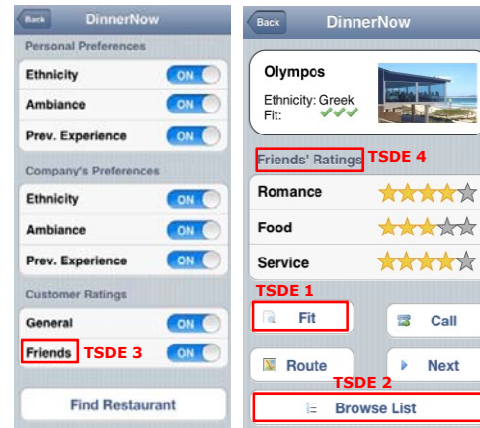 Back DinnerNow
Personal Preferences
Ethnicity ON
Ambiance ON
Prev. Experience ON
Company's Preferences
Ethnicity ON
Ambiance ON
Prev. Experience ON
Customer Ratings
General ON
Friends TSDE 3 ON
Find Restaurant
Back DinnerNow
Olympos
Ethnicity: Greek
Fit:
Friends' Ratings TSDE 4
Romance
Food
Service
TSDE 1
Fit Call
Route Next
TSDE 2
Browse List